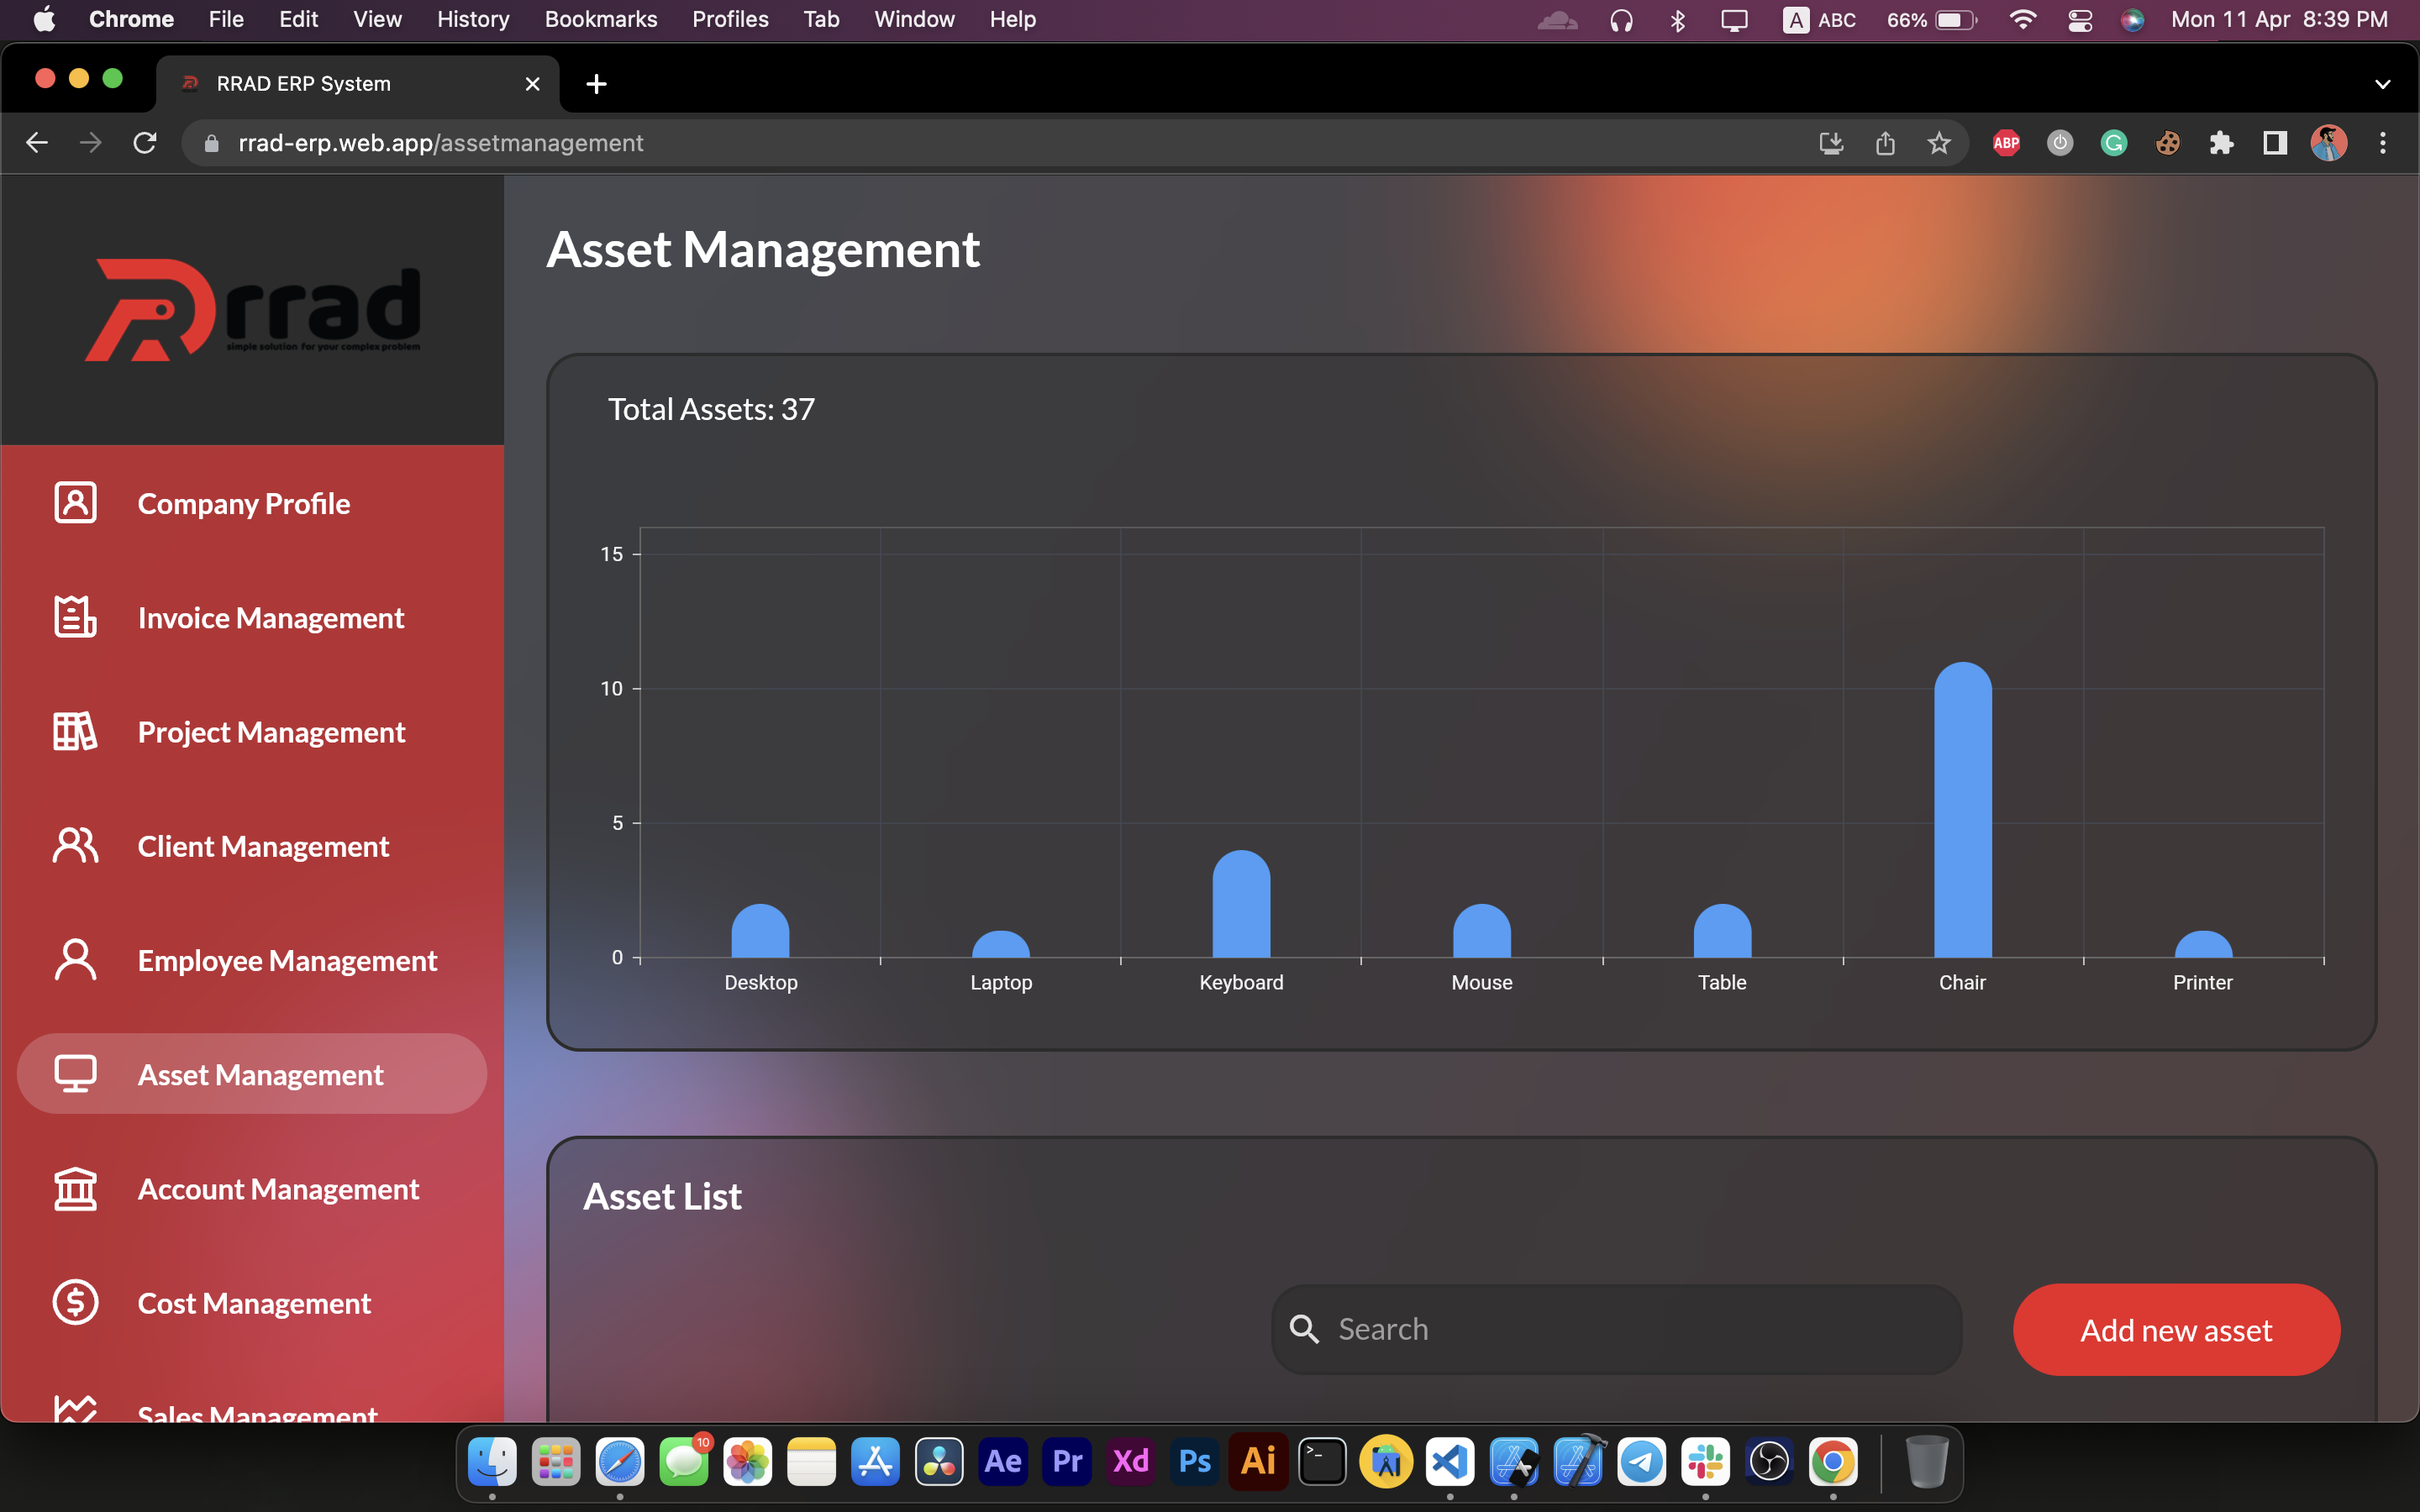 Chrome File Edit View History Bookmarks Profiles Tab Window Help A ABC 66% Mon 11 Apr 8:39 PM
RRAD ERP System
rrad-erp.web.app/assetmanagement
ABP
rrad
simple solution for your complex problem
Company Profile
Invoice Management
Project Management
Client Management
Employee Management
Asset Management
Account Management
Cost Management
Sales Management
Asset Management
Total Assets: 37
15
10
5
0
Desktop Laptop Keyboard Mouse Table Chair Printer
Asset List
Search
Add new asset
10
Ae Pr Xd Ps Ai